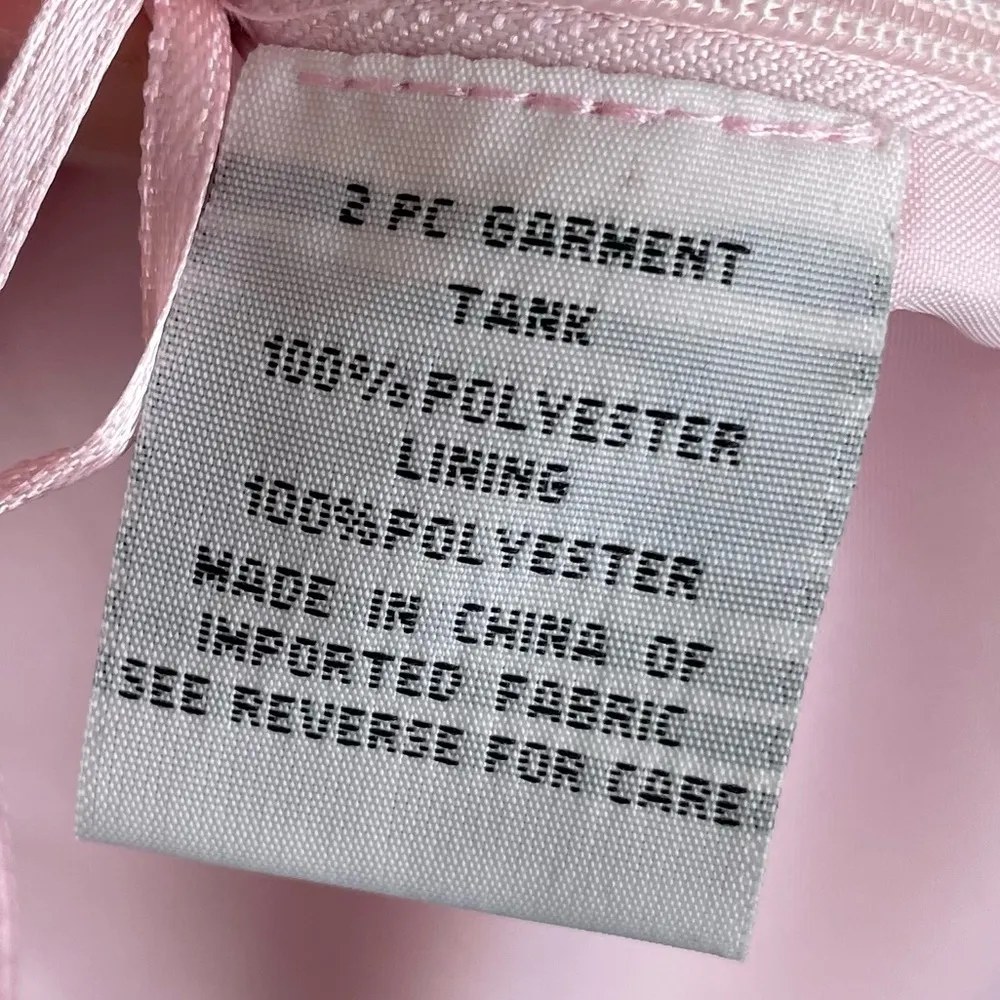 2 PC GARMENT
TANK
100% POLYESTER
LINING
100% POLYESTER
MADE IN CHINA OF
IMPORTED FABRIC
SEE REVERSE FOR CARE